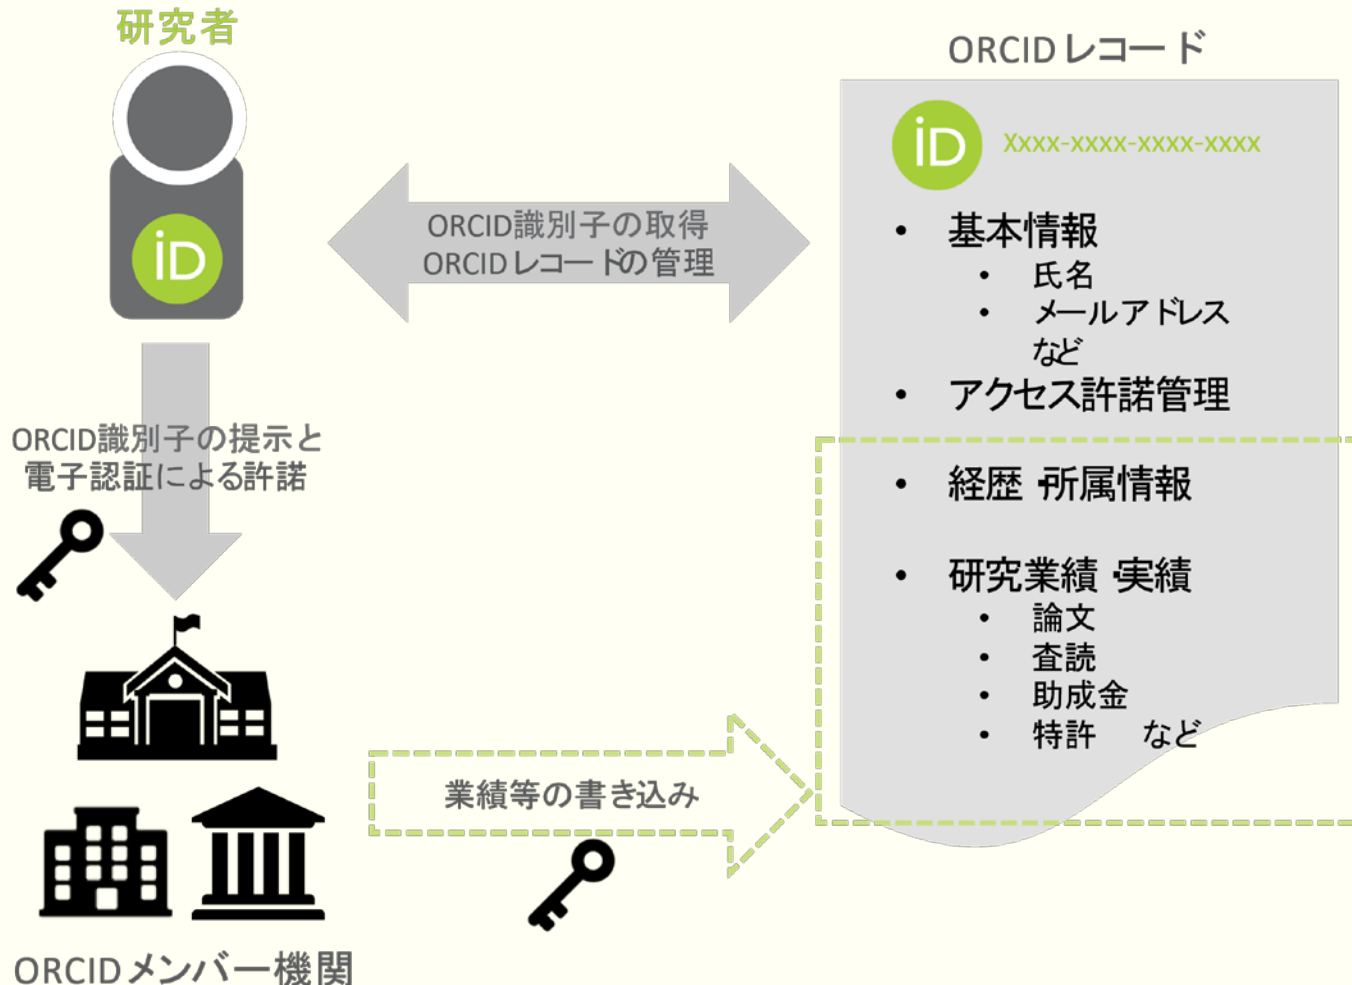 研究者
iD
ORCID識別子の取得
ORCIDレコードの管理
ORCID識別子の提示と
電子認証による許諾
ORCIDメンバー機関
業績等の書き込み
ORCIDレコード
iD Xxxx-xxxx-xxxx-xxxx
• 基本情報
• 氏名
• メールアドレス
など
• アクセス許諾管理
• 経歴・所属情報
• 研究業績・実績
• 論文
• 査読
• 助成金
• 特許 など